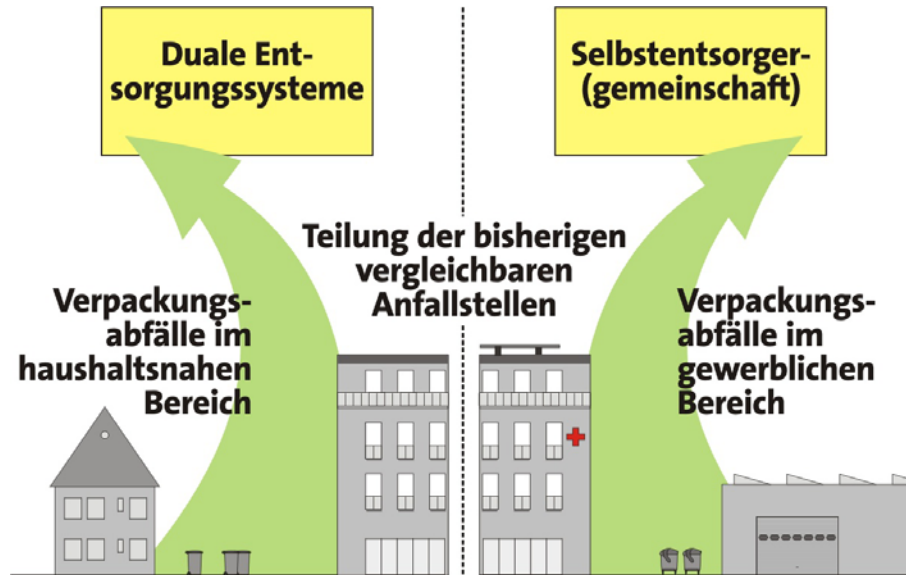 Duale Ent-
sorgungssysteme
Selbstentsorger-
(gemeinschaft)
Teilung der bisherigen
vergleichbaren
Anfallstellen
Verpackungs-
abfälle im
haushaltsnahen
Bereich
Verpackungs-
abfälle im
gewerblichen
Bereich